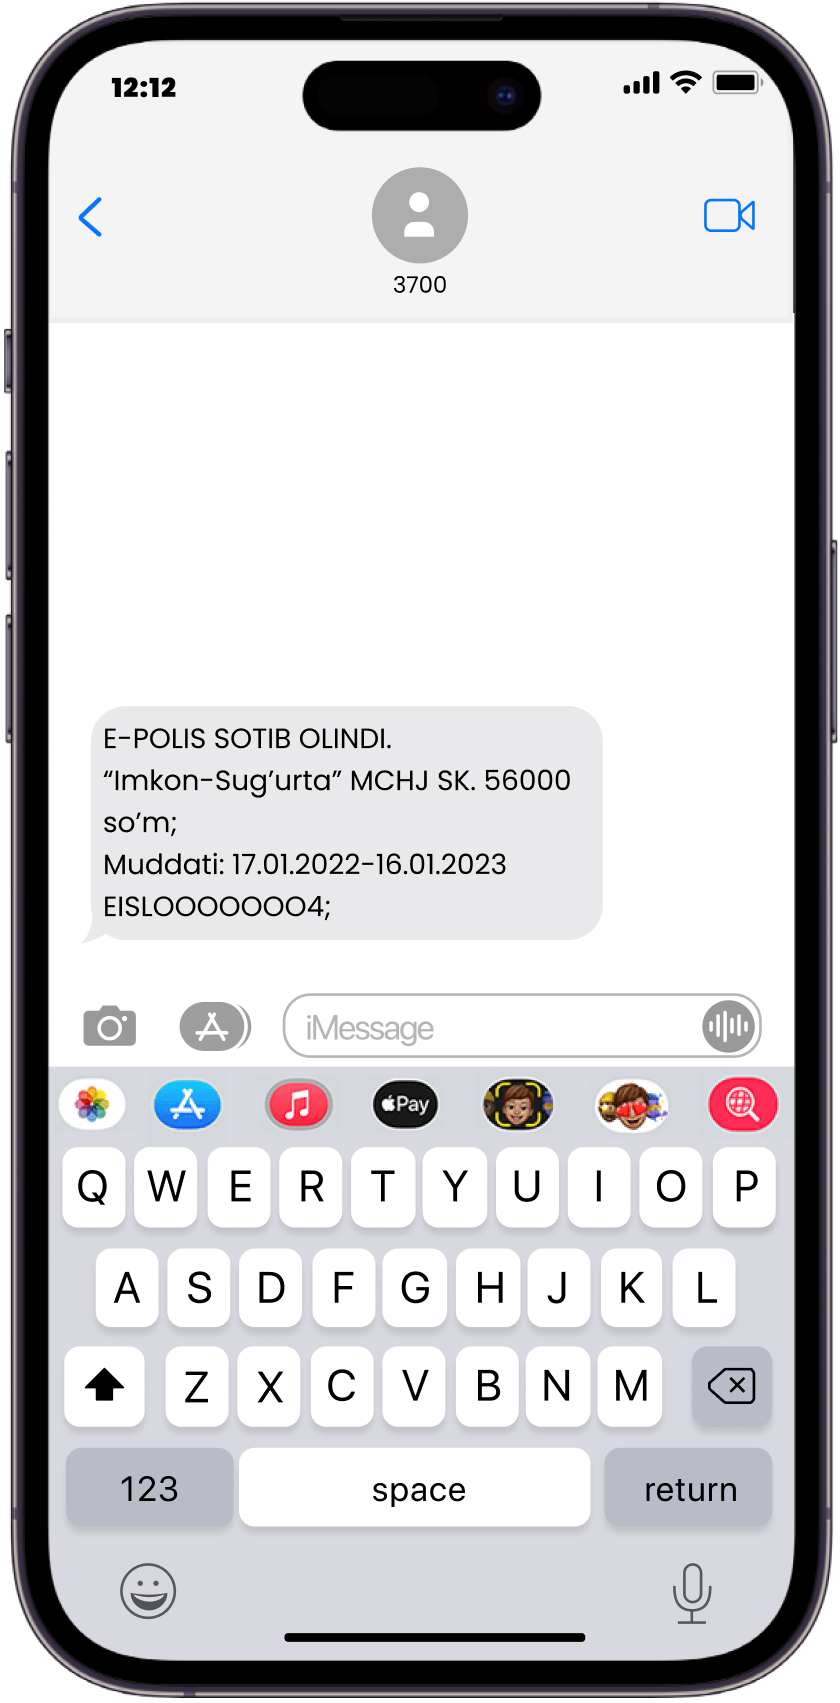 12:12
3700
E-POLIS SOTIB OLINDI.
“Imkon-Sug’urta” MCHJ SK. 56000
so’m;
Muddati: 17.01.2022-16.01.2023
EISLOOOOOOO4;
iMessage
Pay
Q W E R T Y U I O P
A S D F G H J K L
Z X C V B N M
123 space return